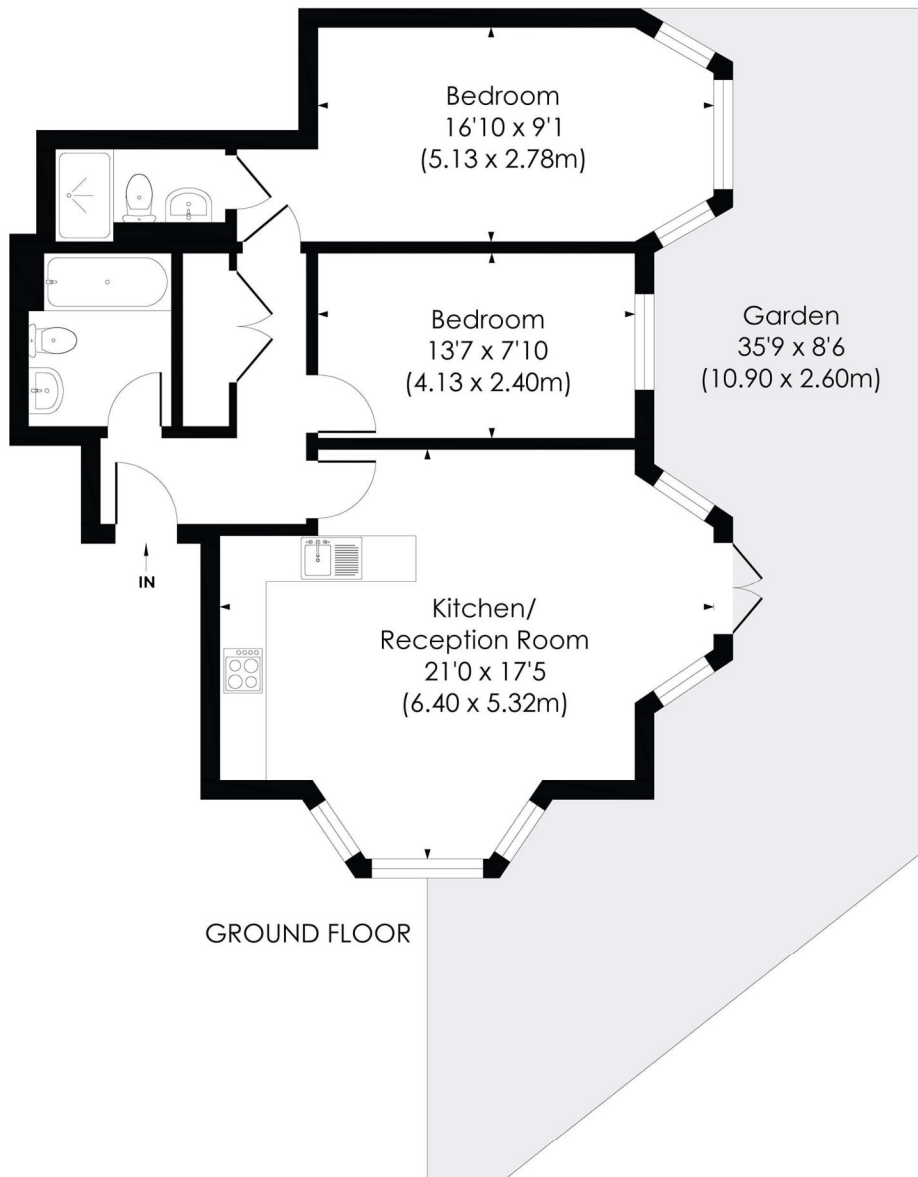 Bedroom
16'10 x 9'1
(5.13 x 2.78m)
Bedroom
13'7 x 7'10
(4.13 x 2.40m)
Garden
35'9 x 8'6
(10.90 x 2.60m)
IN
Kitchen/
Reception Room
21'0 x 17'5
(6.40 x 5.32m)
GROUND FLOOR